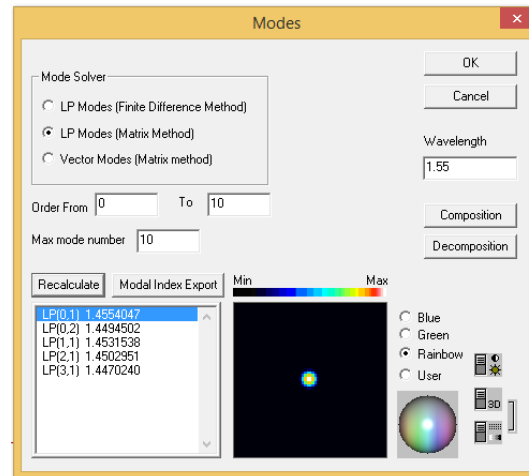 Modes
OK
Mode Solver
LP Modes (Finite Difference Method)
Cancel
LP Modes (Matrix Method)
Wavelength
Vector Modes (Matrix method)
1.55
Order From 0 To 10
Composition
Max mode number 10
Decomposition
Recalculate Modal Index Export Min Max
LP(0,1) 1.4554047
LP(0,2) 1.4494502
LP(1,1) 1.4531538
LP(2,1) 1.4502951
LP(3,1) 1.4470240
Blue
Green
Rainbow
User
3D